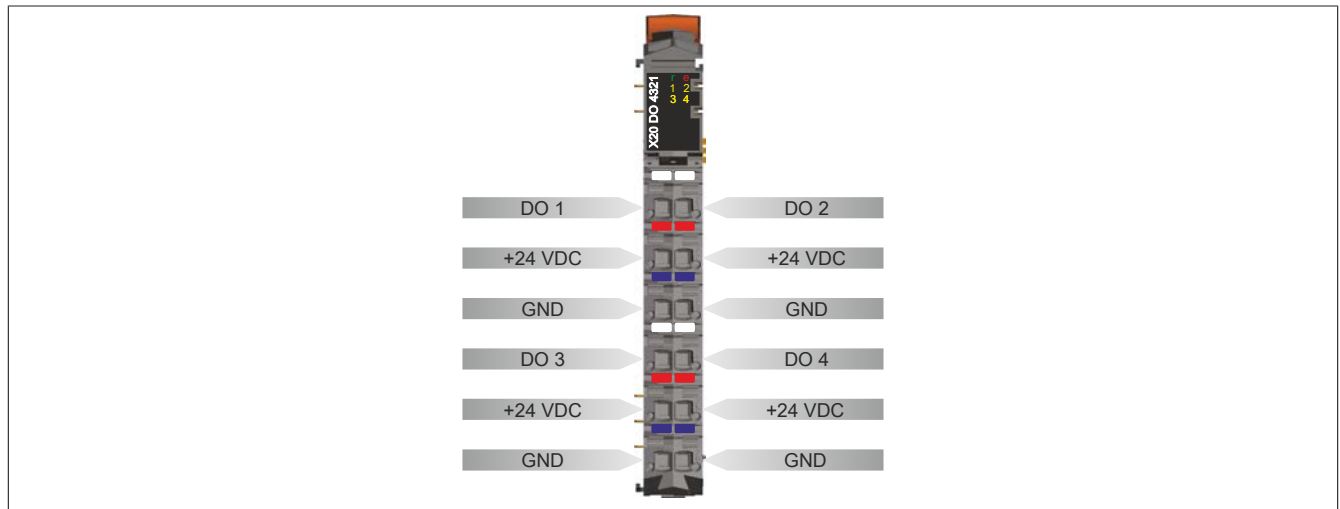 X20 DO 4321
r e
1 2
3 4
DO 1 DO 2
+24 VDC +24 VDC
GND GND
DO 3 DO 4
+24 VDC +24 VDC
GND GND